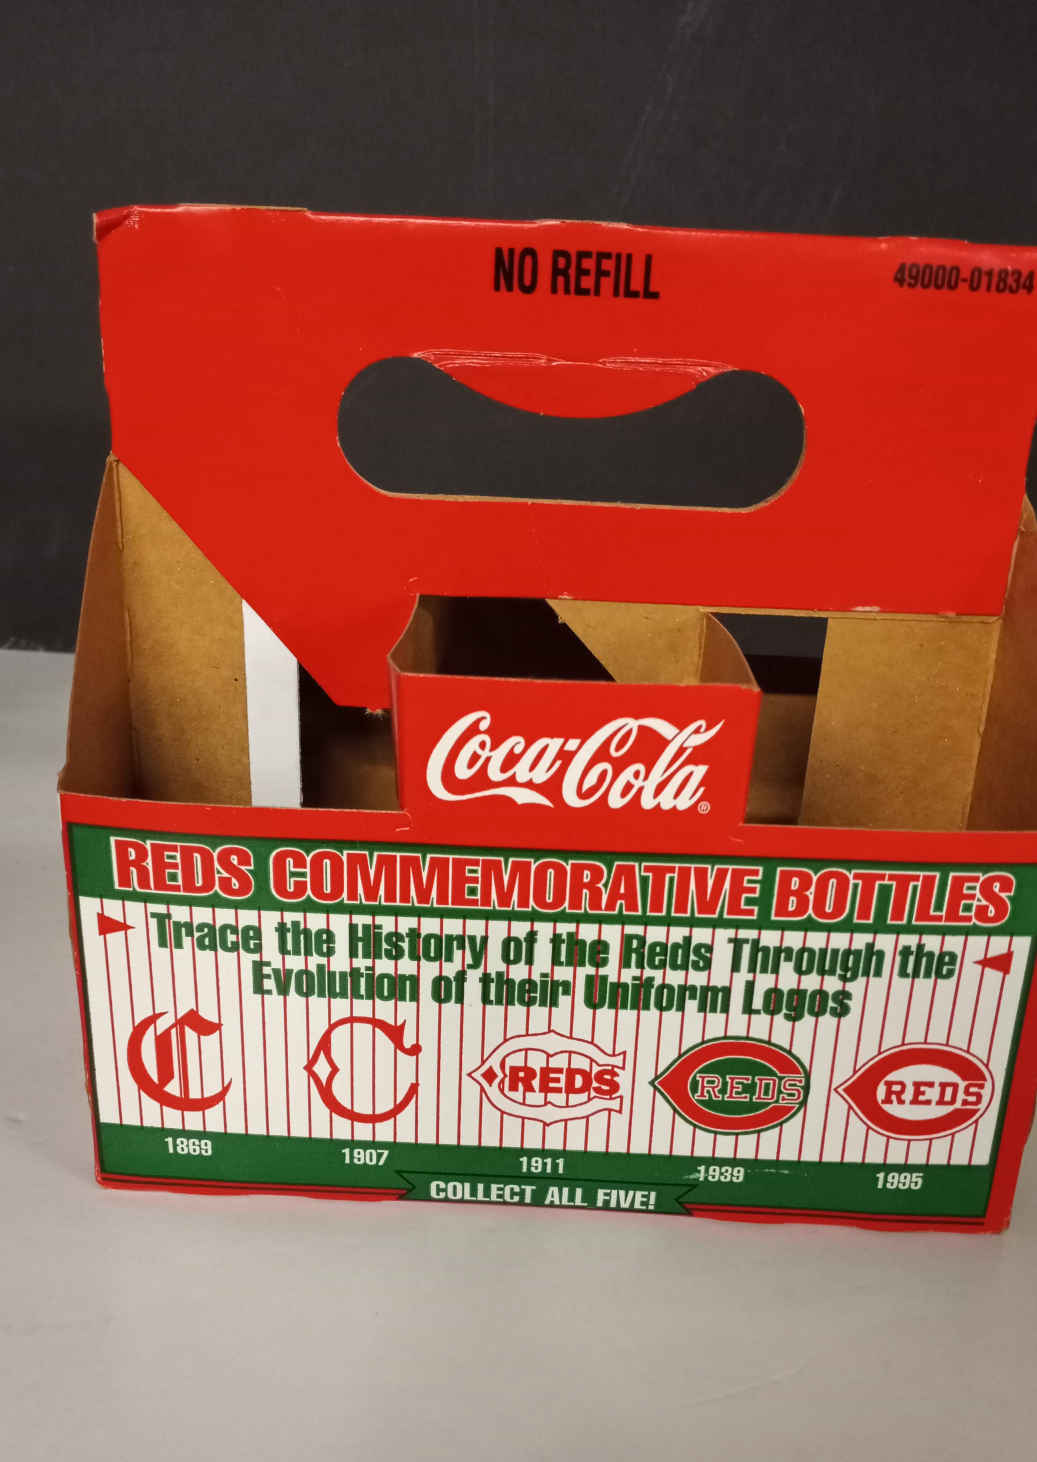 NO REFILL
49000-01834
Coca-Cola®
REDS COMMEMORATIVE BOTTLES
Trace the History of the Reds Through the
Evolution of their Uniform Logos
C
C
REDS
REDS
REDS
1869
1907
1911
1939
1995
COLLECT ALL FIVE!